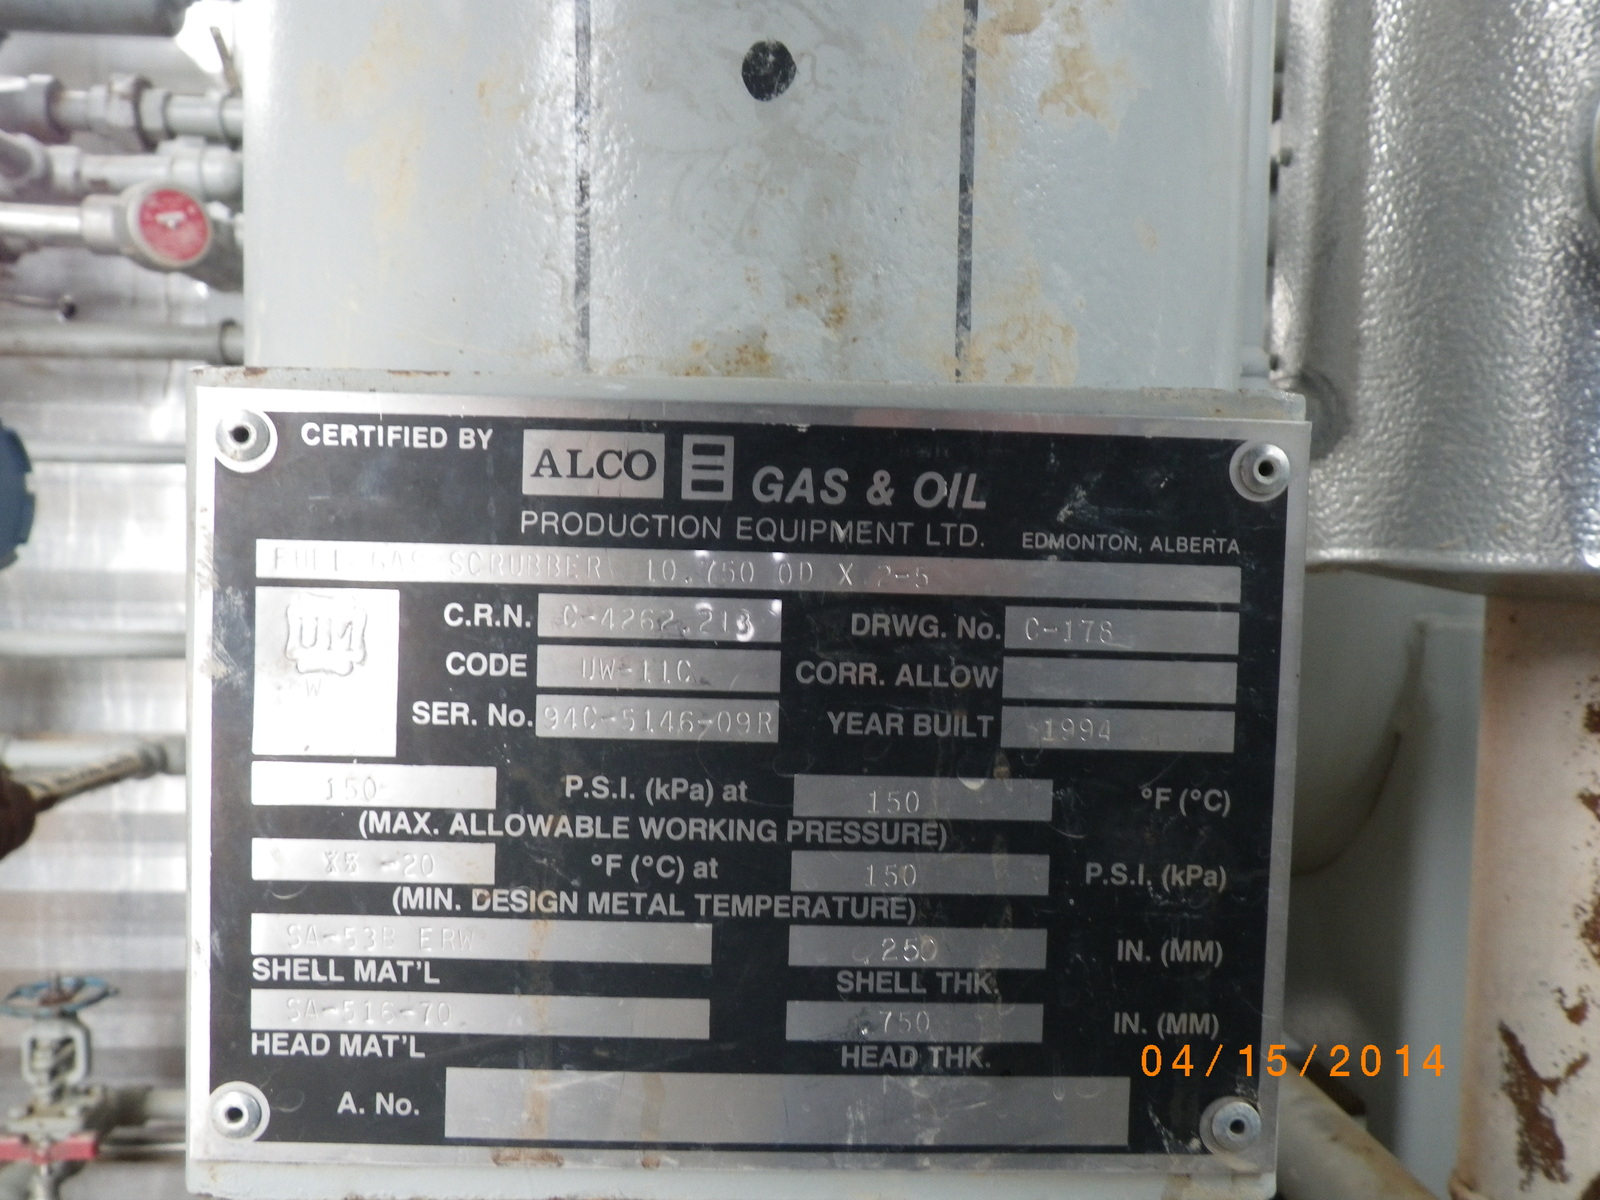 CERTIFIED BY ALCO GAS & OIL
PRODUCTION EQUIPMENT LTD. EDMONTON, ALBERTA
GAS SCRUBBER 10.750 OD X 2-5
UM
W
C.R.N. C-4262.213 DRWG. No. C-178
CODE UW-11C CORR. ALLOW
SER. No. 94C-5146-09R YEAR BUILT 1994
150 P.S.I. (kPa) at 150 °F (°C)
(MAX. ALLOWABLE WORKING PRESSURE)
-20 °F (°C) at 150 P.S.I. (kPa)
(MIN. DESIGN METAL TEMPERATURE)
SA-53B ERW .250 IN. (MM)
SHELL MAT'L SHELL THK.
SA-516-70 .750 IN. (MM)
HEAD MAT'L HEAD THK.
A. No.
04/15/2014